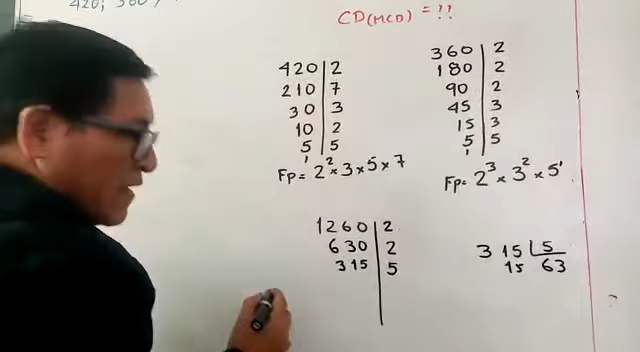 420; 360
CD(MCD) = ??
420 | 2
210 | 7
30 | 3
10 | 2
5 | 5
1
Fp= 2² × 3 × 5 × 7
360 | 2
180 | 2
90 | 2
45 | 3
15 | 3
5 | 5
1
Fp= 2³ × 3² × 5¹
1260 | 2
630 | 2
315 | 5
315 | 5
15 63